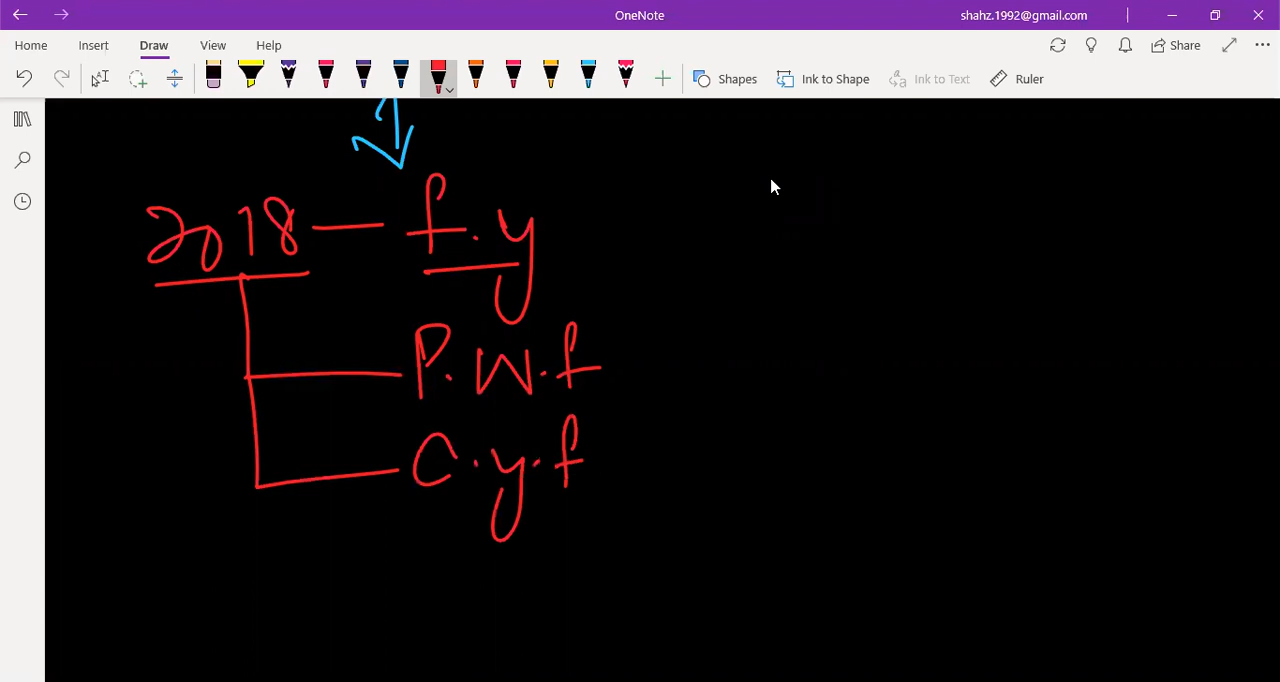 OneNote
shahz.1992@gmail.com
Home Insert Draw View Help
Share
Shapes Ink to Shape Ink to Text Ruler
2018 — f.y
P.W.f
C.y.f